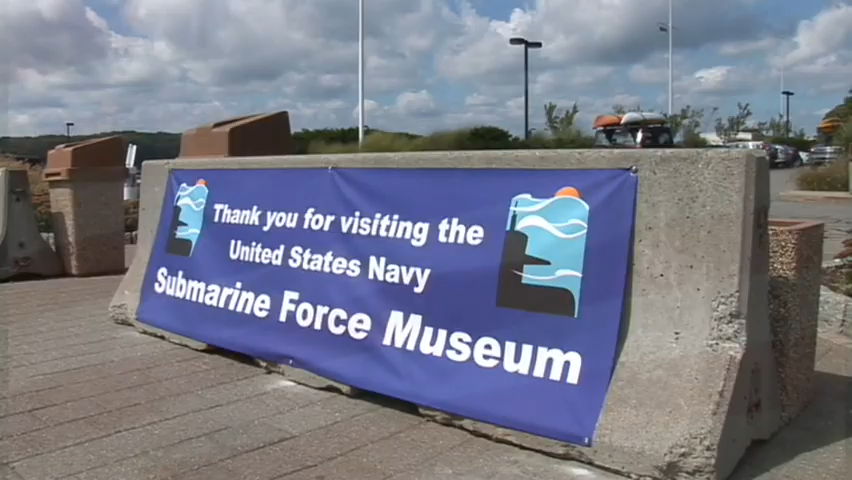 Thank you for visiting the
United States Navy
Submarine Force Museum